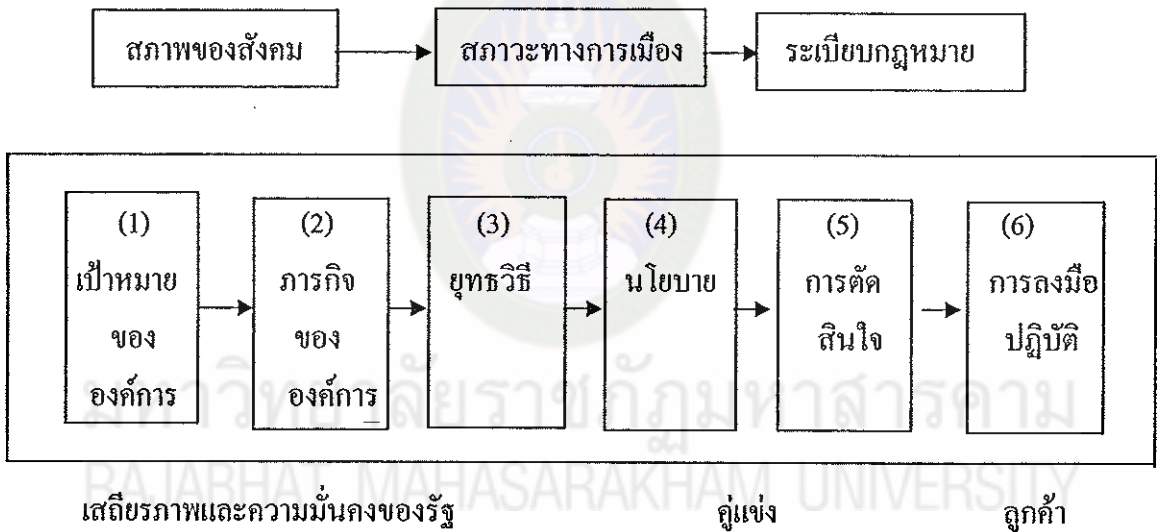 สภาพของสังคม สภาวะทางการเมือง ระเบียบกฎหมาย
(1) (2) (3) (4) (5) (6)
เป้าหมาย ภารกิจ ยุทธวิธี นโยบาย การตัด การลงมือ
ของ ของ สินใจ ปฏิบัติ
องค์การ องค์การ
มหาวิทยาลัยราชภัฏมหาสารคาม
RAJABHAT MAHASARAKHAM UNIVERSITY
เสถียรภาพและความมั่นคงของรัฐ คู่แข่ง ลูกค้า